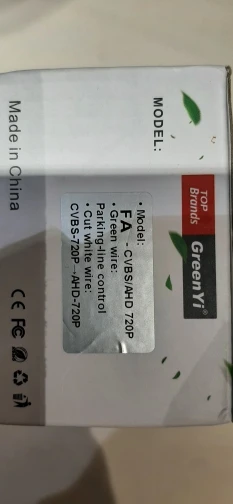 TOP
Brands
GreenYi®
MODEL:
• Model:
FA - CVBS/AHD 720P
• Green wire:
Parking-line control
• Cut white wire:
CVBS-720P→AHD-720P
Made in China
CE FC